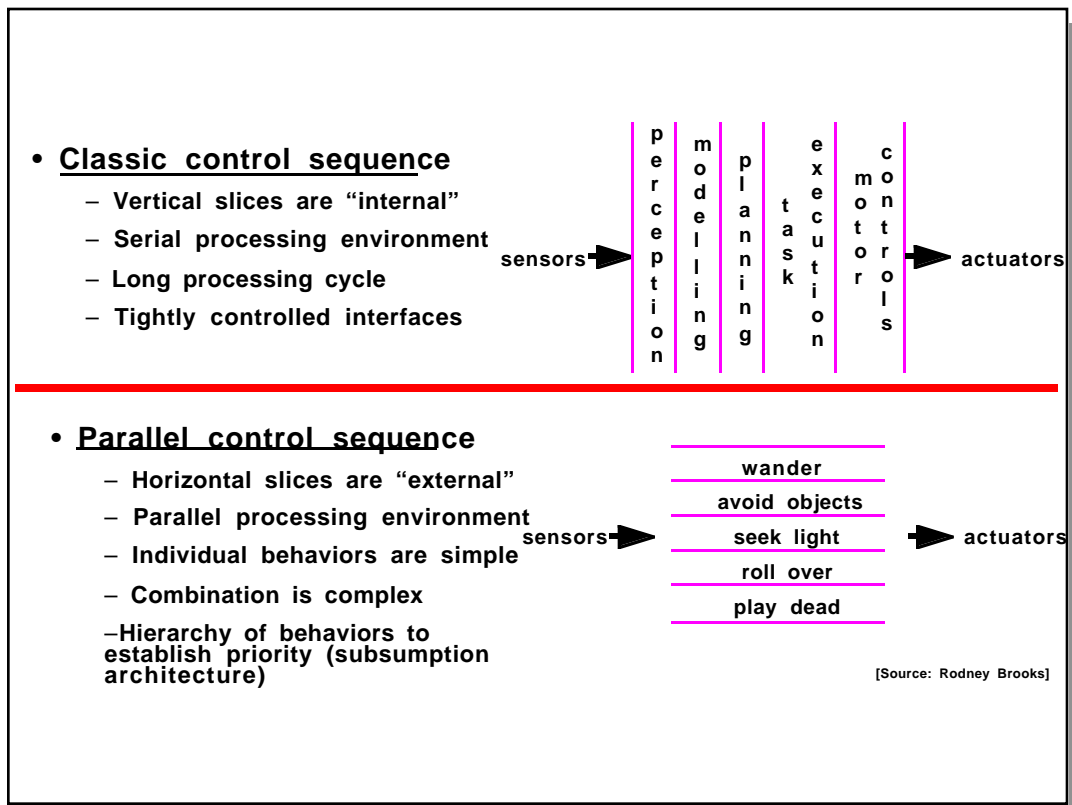 • Classic control sequence
– Vertical slices are “internal”
– Serial processing environment
– Long processing cycle
– Tightly controlled interfaces
sensors
perception
modelling
planning
task
execution
motor
controls
actuators
• Parallel control sequence
– Horizontal slices are “external”
– Parallel processing environment
– Individual behaviors are simple
– Combination is complex
–Hierarchy of behaviors to
establish priority (subsumption
architecture)
sensors
wander
avoid objects
seek light
roll over
play dead
actuators
[Source: Rodney Brooks]